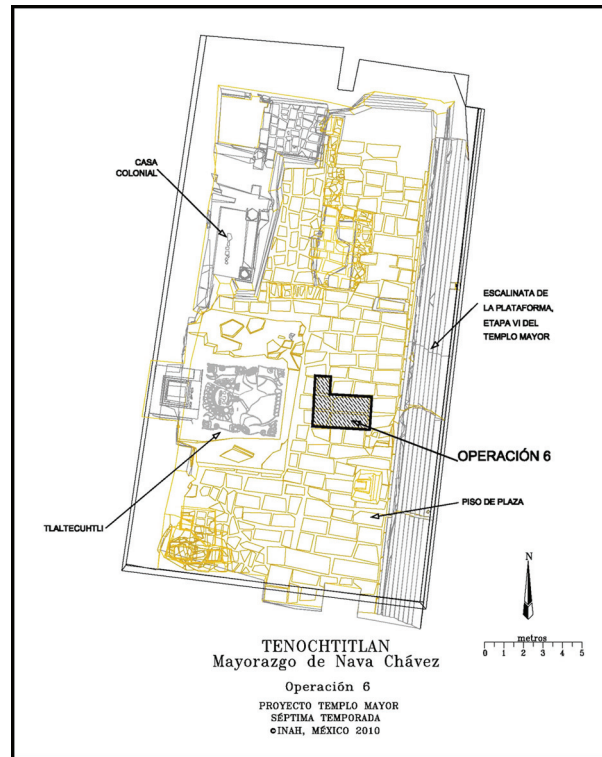 CASA
COLONIAL
ESCALINATA DE
LA PLATAFORMA,
ETAPA VI DEL
TEMPLO MAYOR
OPERACIÓN 6
PISO DE PLAZA
TLALTECUHTLI
N
metros
0 1 2 3 4 5
TENOCHTITLAN
Mayorazgo de Nava Chávez
Operación 6
PROYECTO TEMPLO MAYOR
SÉPTIMA TEMPORADA
©INAH, MÉXICO 2010